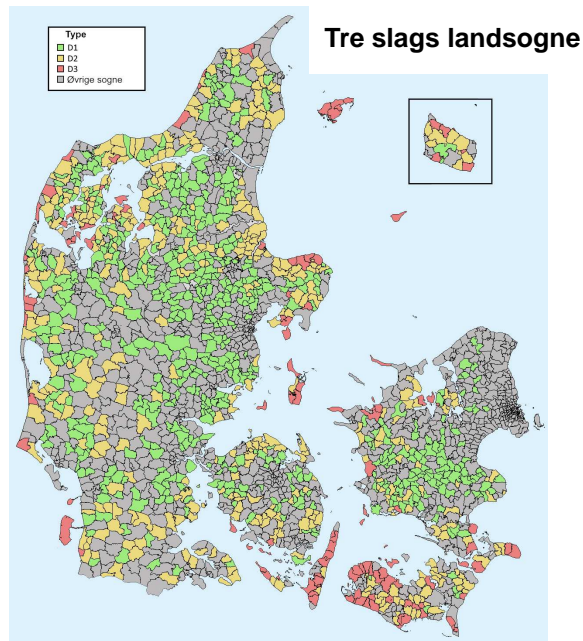 Tre slags landsogne
Type
D1
D2
D3
Øvrige sogne